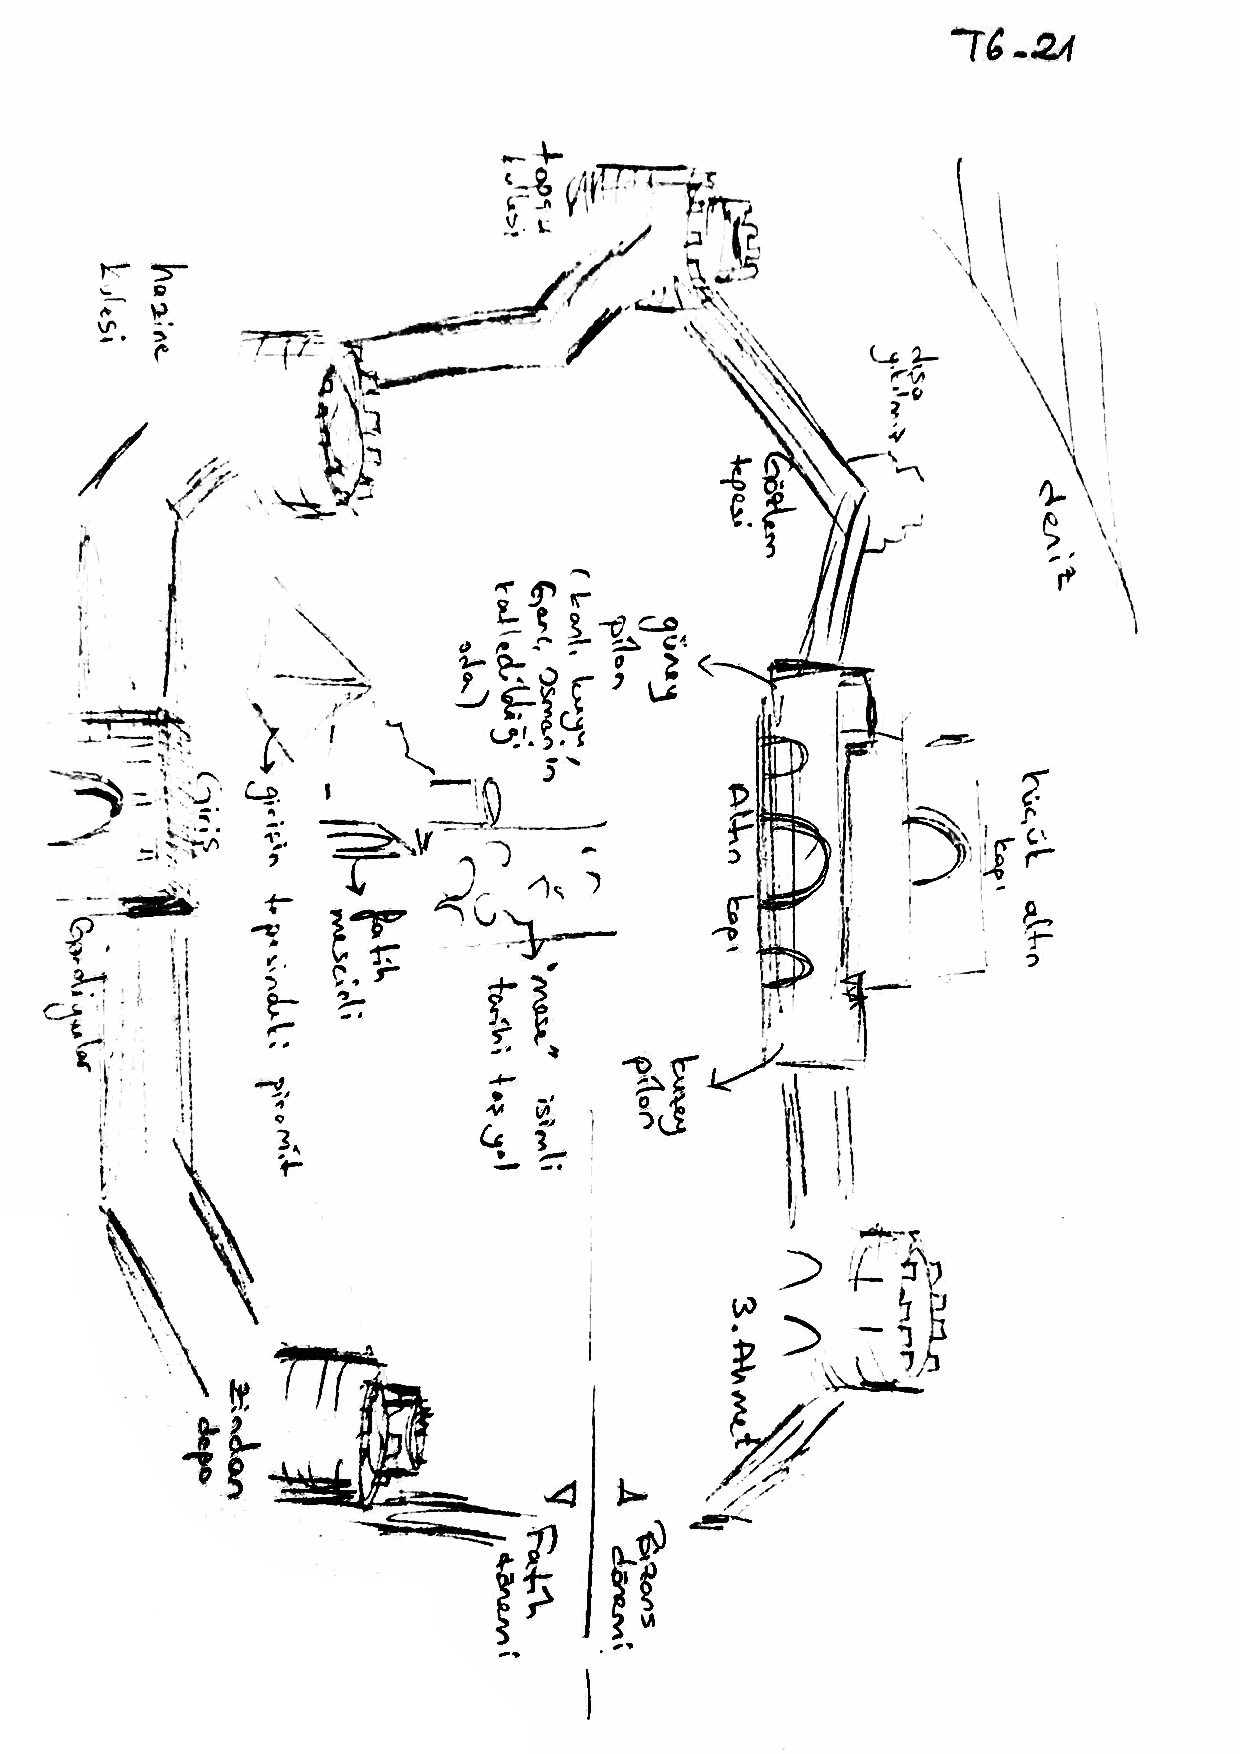 T6-21
deniz
küçük altın
kapı
dışa
yıkılmış
Gözlem
tepesi
Altın kapı
3. Ahmet
güney
pilon
(kanlı kuyu,
Genç Osman'ın
katledildiği
oda)
kuzey
pilon
Bizans
dönemi
Fatih
dönemi
topçu
kulesi
"mese" isimli
tarihi taş yol
fatih
mescidi
girişin tepesindeki piramit
Zindan
depo
Giriş
hazine
kulesi
Gardiyanlar